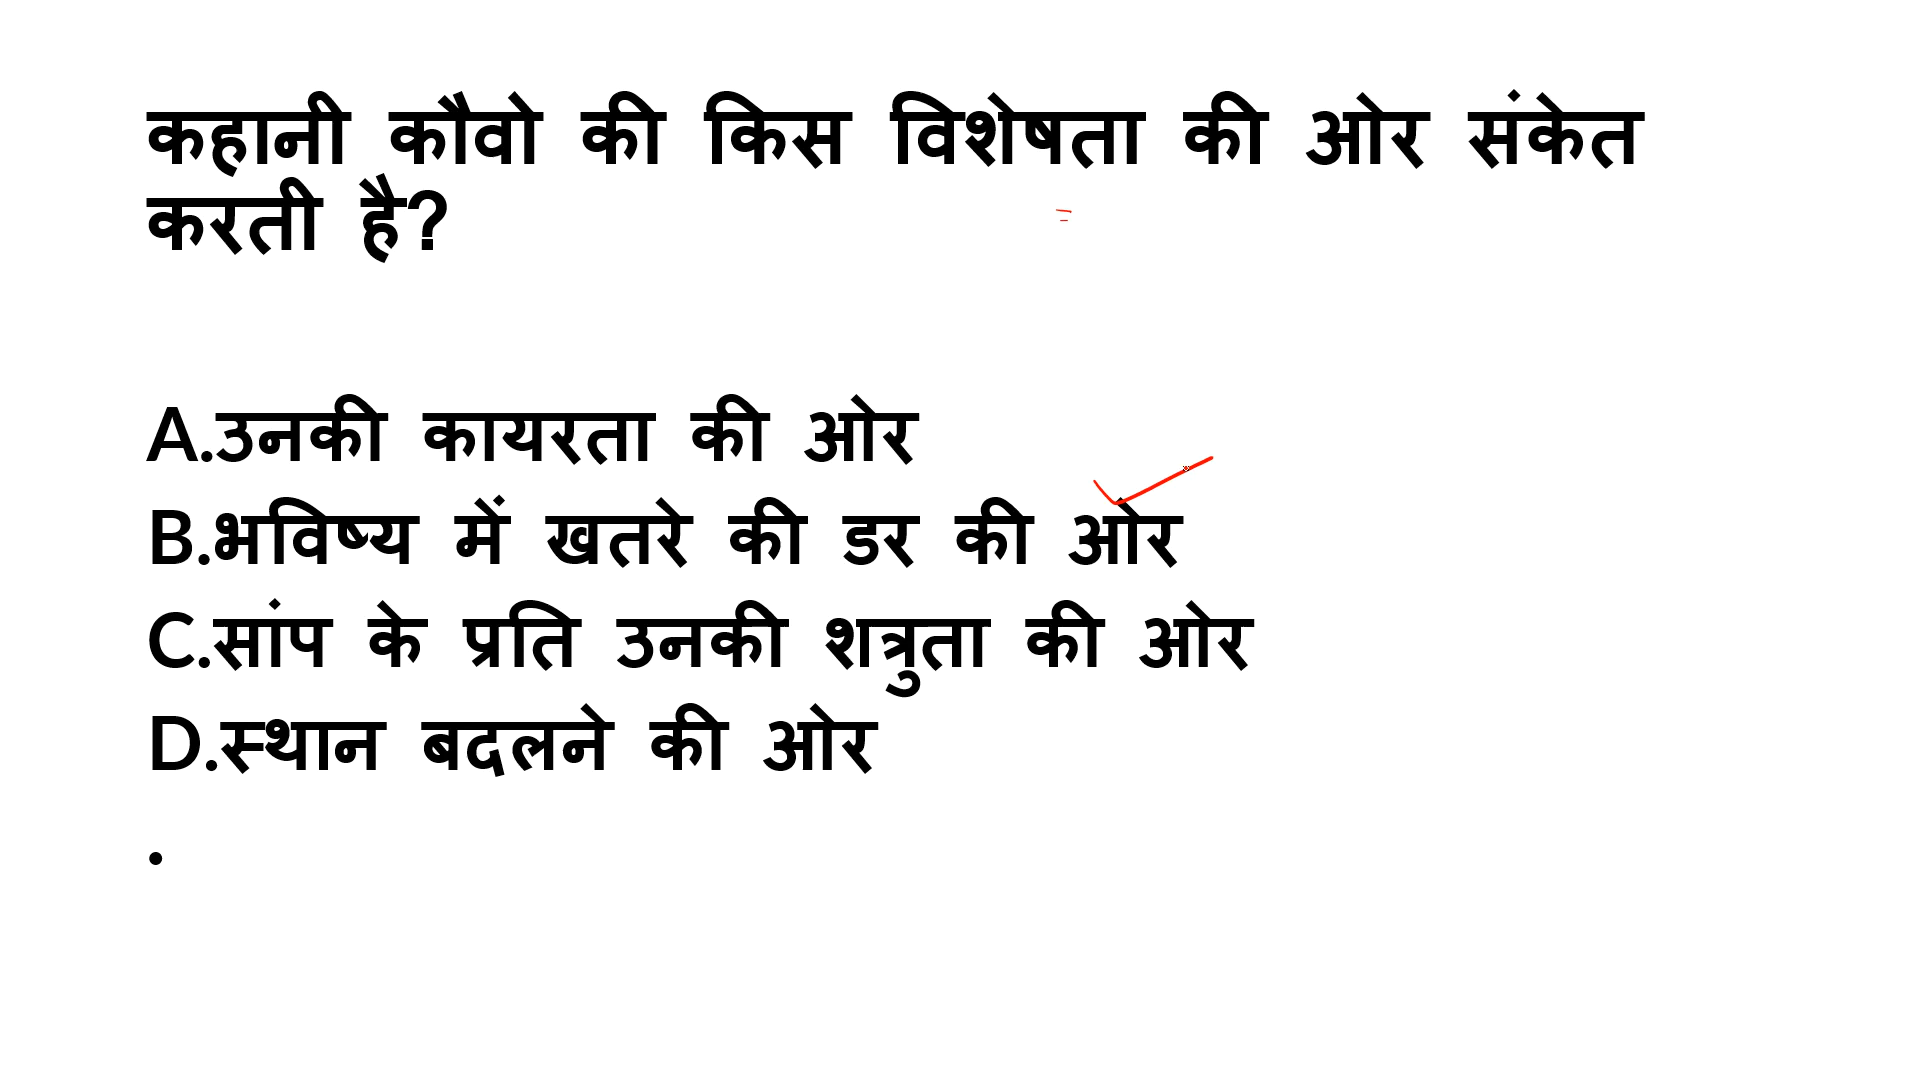 कहानी कौवो की किस विशेषता की ओर संकेत
करती है?
A.उनकी कायरता की ओर
B.भविष्य में खतरे की डर की ओर
C.सांप के प्रति उनकी शत्रुता की ओर
D.स्थान बदलने की ओर
.